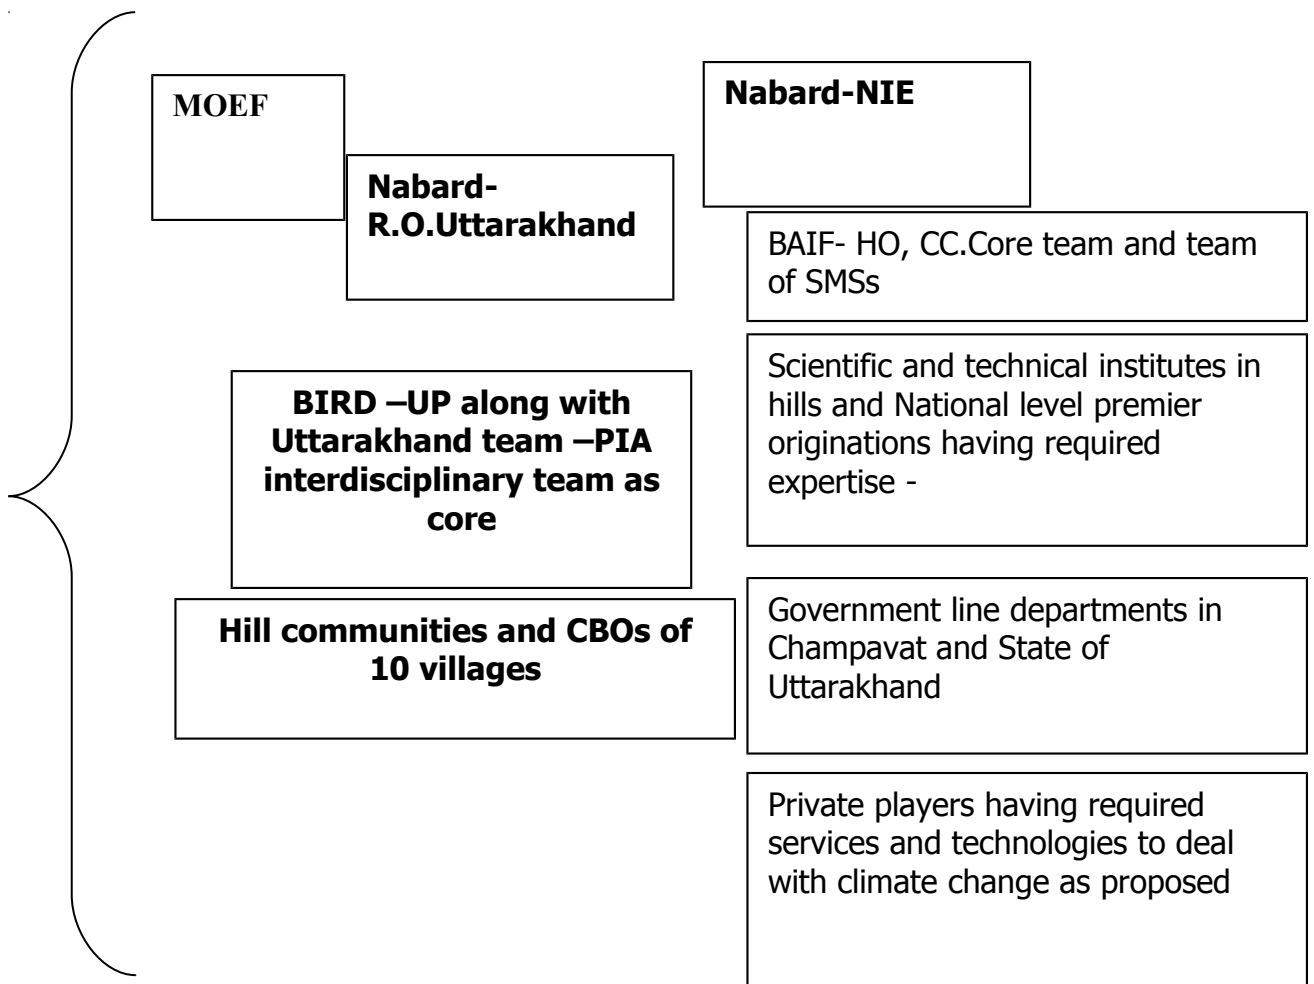 MOEF
Nabard-NIE
Nabard-
R.O.Uttarakhand
BAIF- HO, CC.Core team and team
of SMSs
Scientific and technical institutes in
hills and National level premier
originations having required
expertise -
BIRD –UP along with
Uttarakhand team –PIA
interdisciplinary team as
core
Hill communities and CBOs of
10 villages
Government line departments in
Champavat and State of
Uttarakhand
Private players having required
services and technologies to deal
with climate change as proposed